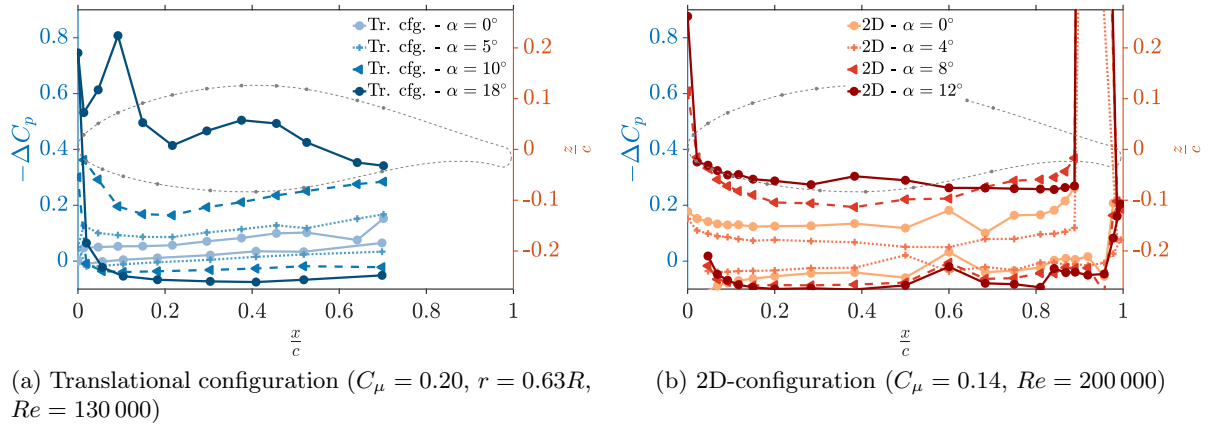 0.8
0.6
0.4
0.2
0
−ΔC_p
0
0.2
0.4
0.6
0.8
1
x/c
0.2
0.1
0
-0.1
-0.2
z/c
Tr. cfg. - α = 0°
Tr. cfg. - α = 5°
Tr. cfg. - α = 10°
Tr. cfg. - α = 18°
(a) Translational configuration (C_μ = 0.20, r = 0.63R,
Re = 130 000)
0.8
0.6
0.4
0.2
0
−ΔC_p
0
0.2
0.4
0.6
0.8
1
x/c
0.2
0.1
0
-0.1
-0.2
z/c
2D - α = 0°
2D - α = 4°
2D - α = 8°
2D - α = 12°
(b) 2D-configuration (C_μ = 0.14, Re = 200 000)